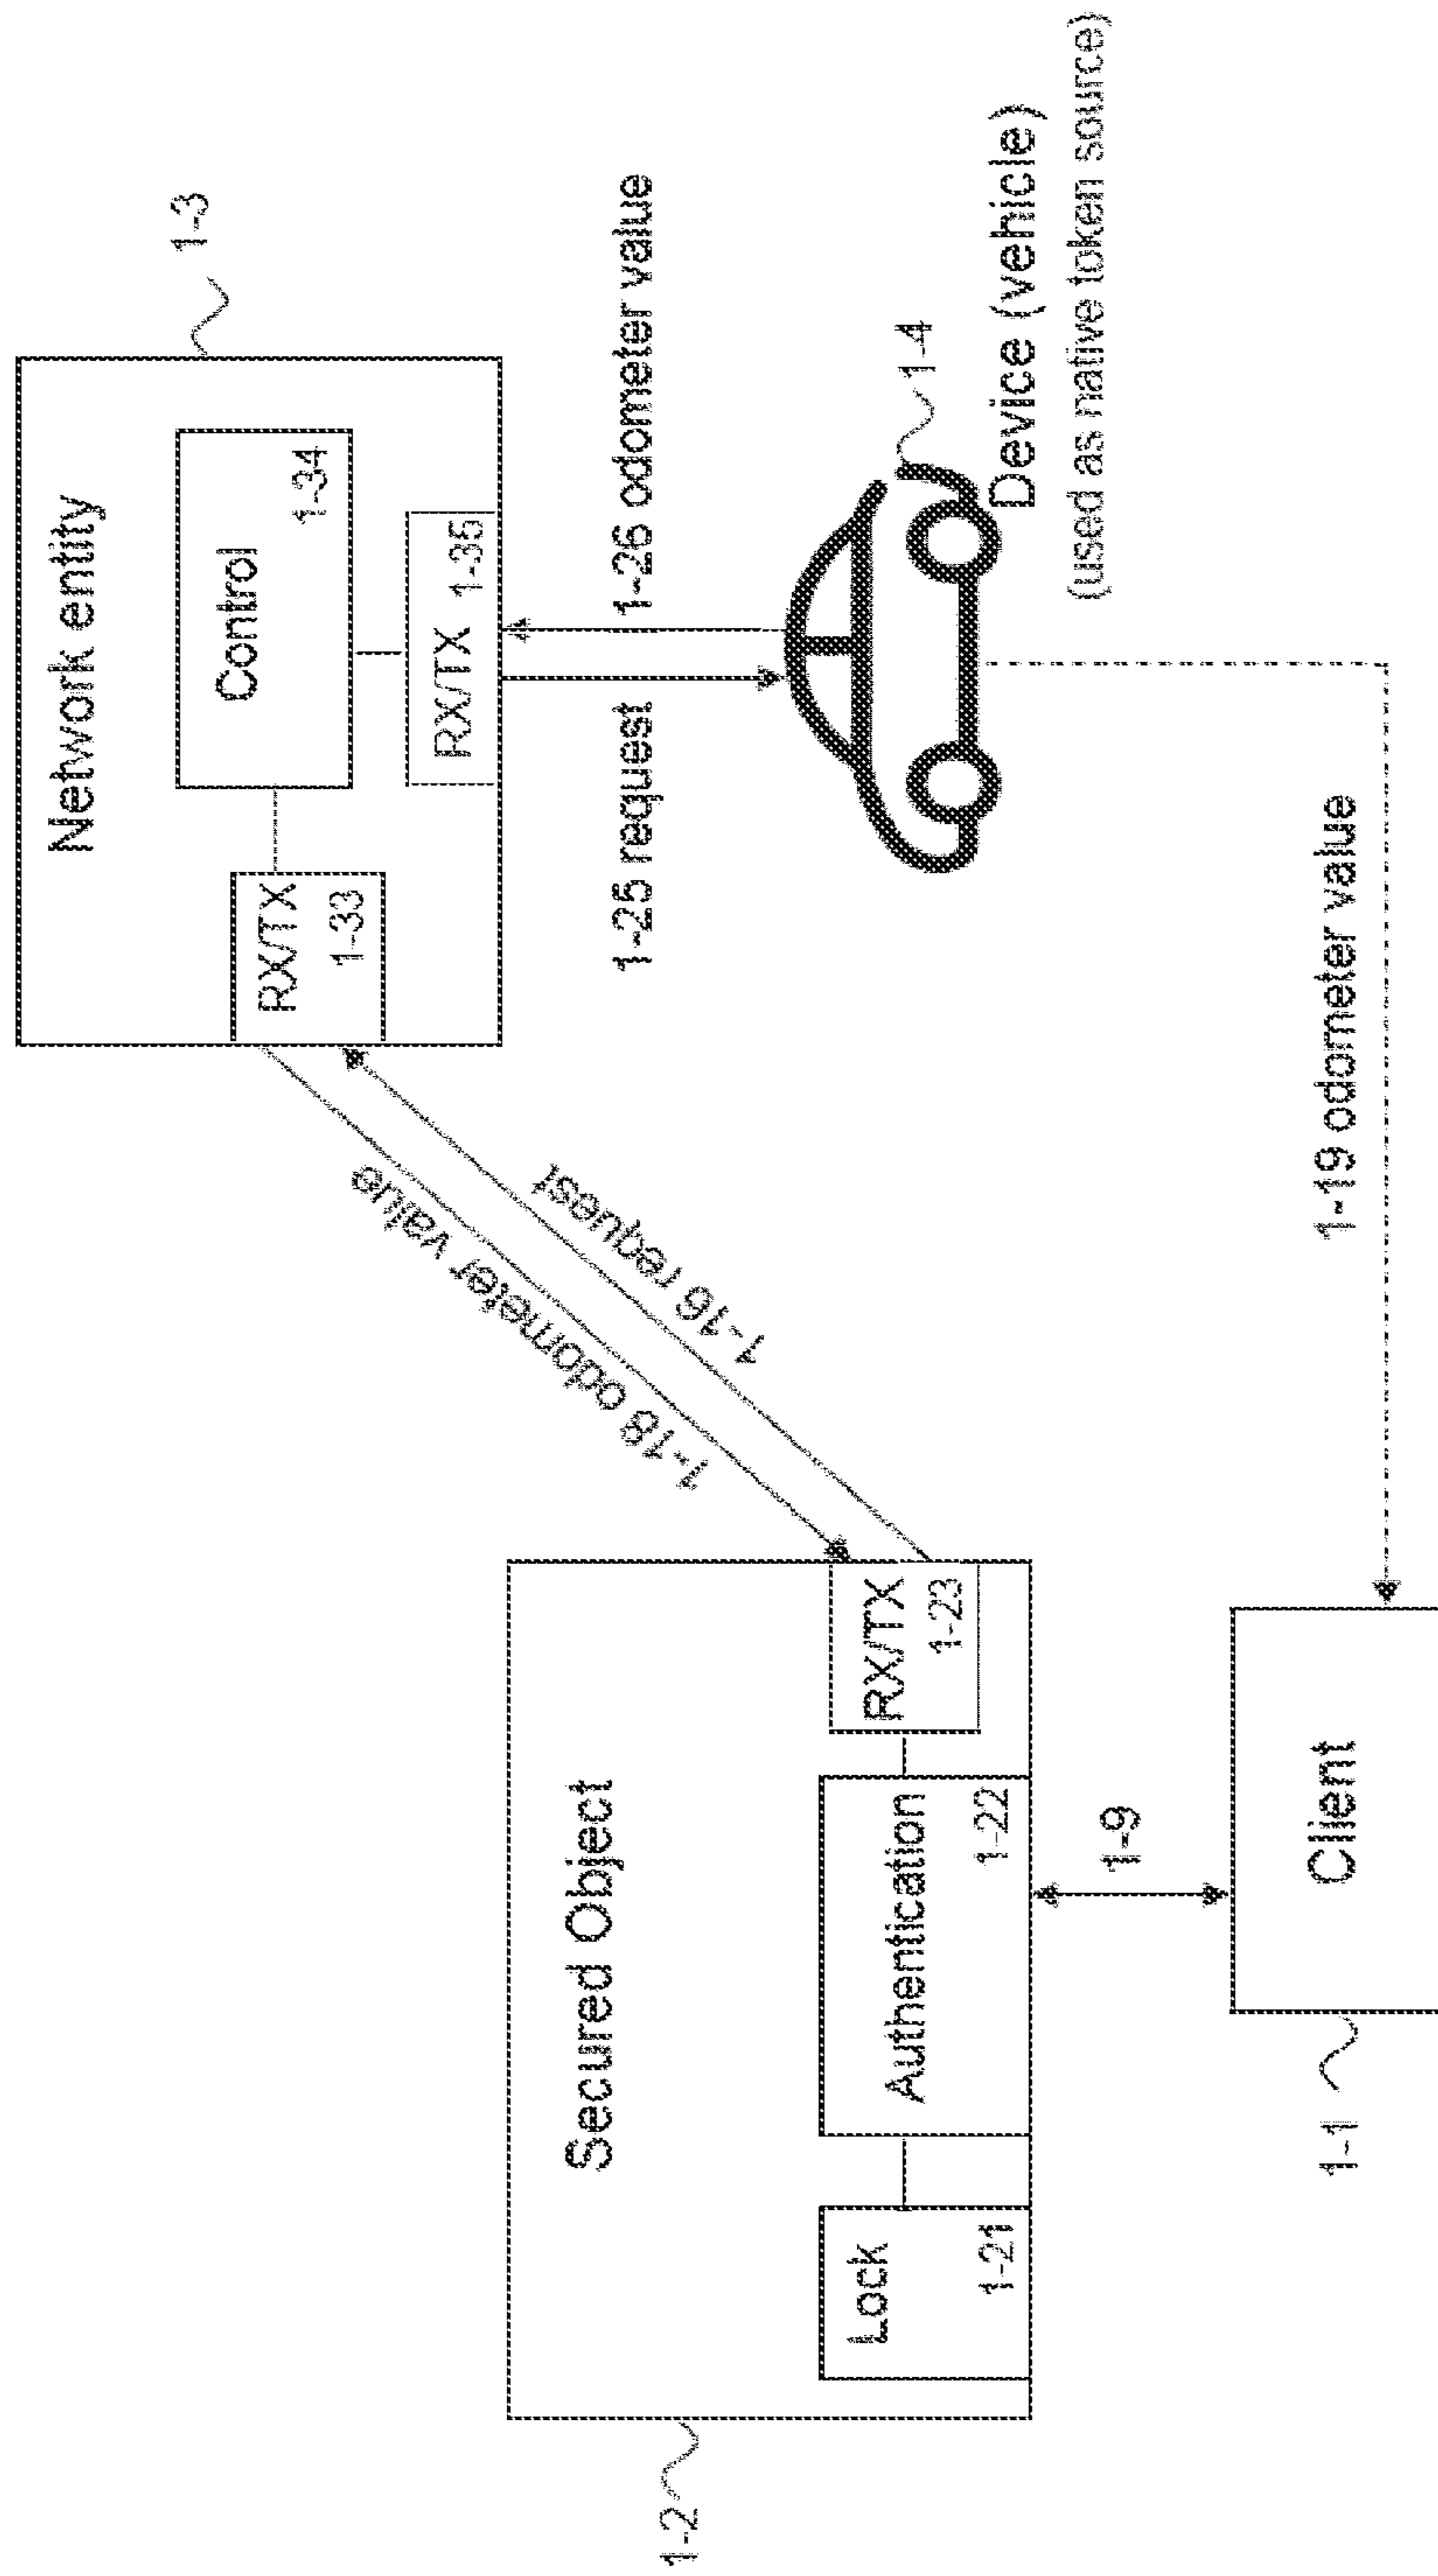 Network entity
1-3
Control
1-34
RX/TX
1-33
RX/TX 1-35
1-18 odometer value
1-16 request
1-25 request
1-26 odometer value
1-4
Device (vehicle)
(used as native token source)
1-2
Secured Object
Lock
1-21
Authentication
1-22
RX/TX
1-23
1-9
1-19 odometer value
1-1
Client